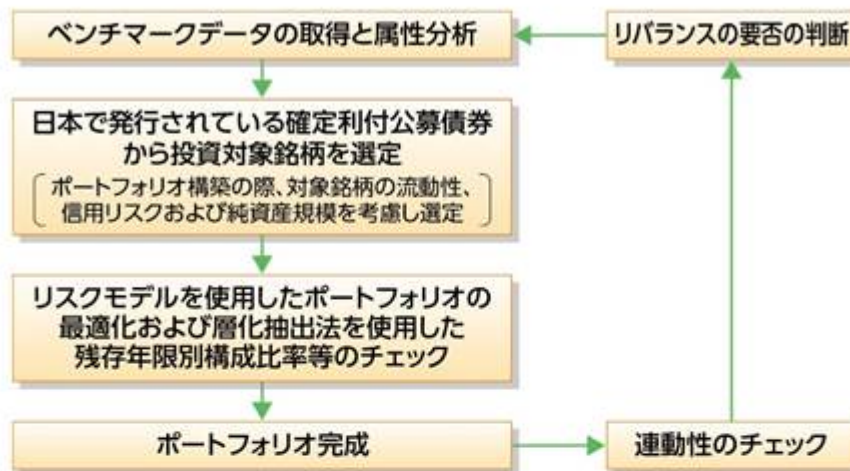 ベンチマークデータの取得と属性分析
リバランスの要否の判断
日本で発行されている確定利付公募債券
から投資対象銘柄を選定
ポートフォリオ構築の際、対象銘柄の流動性、
信用リスクおよび純資産規模を考慮し選定
リスクモデルを使用したポートフォリオの
最適化および層化抽出法を使用した
残存年限別構成比率等のチェック
ポートフォリオ完成
連動性のチェック